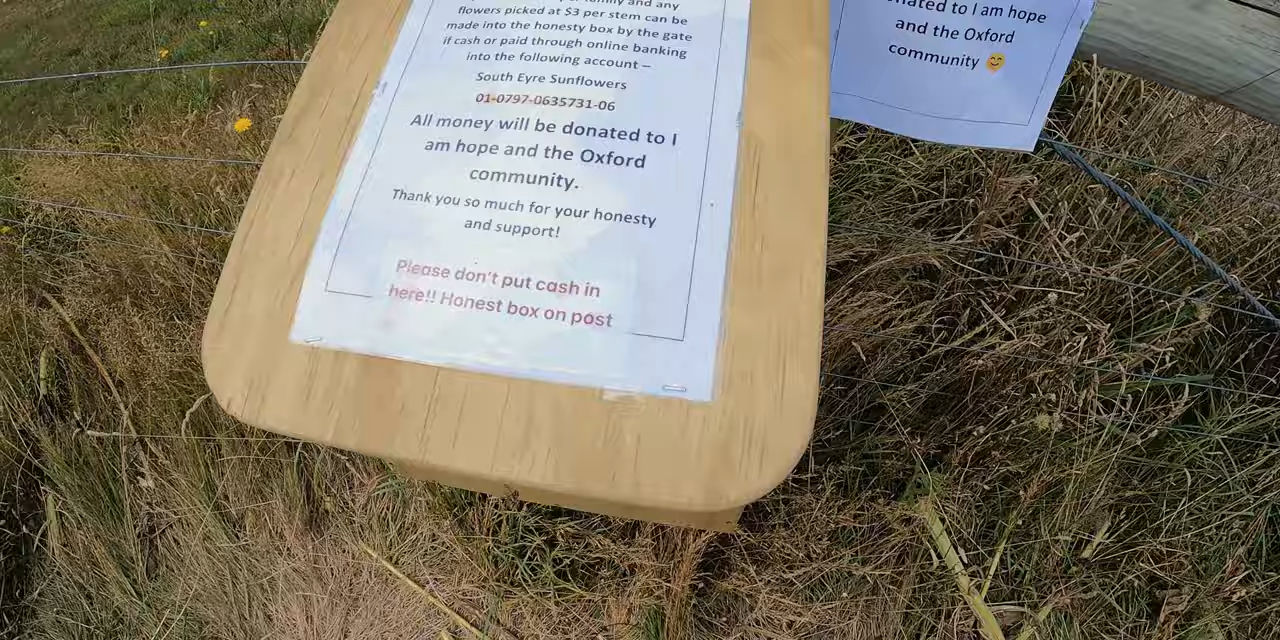 family and any
flowers picked at $3 per stem can be
made into the honesty box by the gate
if cash or paid through online banking
into the following account –
South Eyre Sunflowers
01-0797-0635731-06
All money will be donated to I
am hope and the Oxford
community.
Thank you so much for your honesty
and support!
Please don't put cash in
here!! Honest box on post
to I am hope
and the Oxford
community 😊